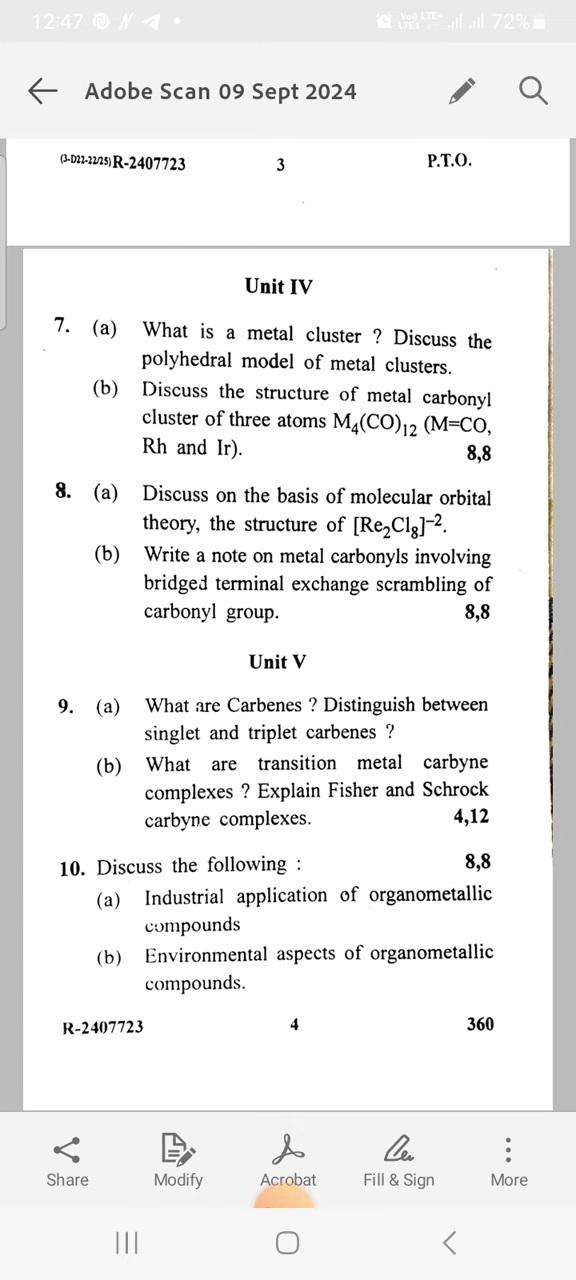 12:47
Vo)) LTE+
LTE1
72%
Adobe Scan 09 Sept 2024
(3-D22-22/25) R-2407723 3 P.T.O.
Unit IV
7. (a) What is a metal cluster ? Discuss the
polyhedral model of metal clusters.
(b) Discuss the structure of metal carbonyl
cluster of three atoms M₄(CO)₁₂ (M=CO,
Rh and Ir). 8,8
8. (a) Discuss on the basis of molecular orbital
theory, the structure of [Re₂Cl₈]⁻².
(b) Write a note on metal carbonyls involving
bridged terminal exchange scrambling of
carbonyl group. 8,8
Unit V
9. (a) What are Carbenes ? Distinguish between
singlet and triplet carbenes ?
(b) What are transition metal carbyne
complexes ? Explain Fisher and Schrock
carbyne complexes. 4,12
10. Discuss the following : 8,8
(a) Industrial application of organometallic
compounds
(b) Environmental aspects of organometallic
compounds.
R-2407723 4 360
Share Modify Acrobat Fill & Sign More